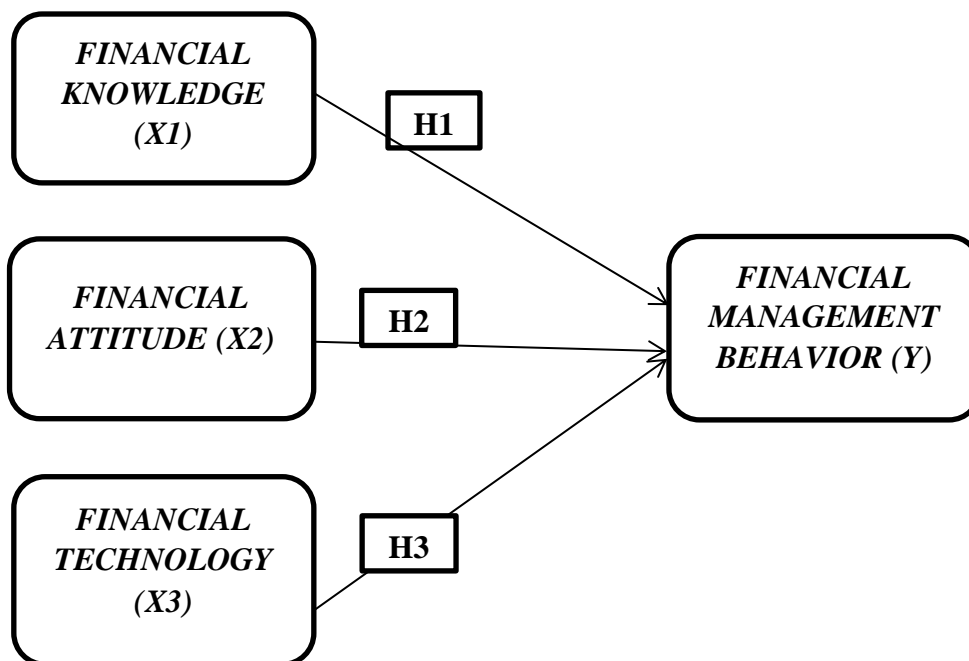 FINANCIAL
KNOWLEDGE
(X1)
H1
FINANCIAL
ATTITUDE (X2)
H2
FINANCIAL
MANAGEMENT
BEHAVIOR (Y)
FINANCIAL
TECHNOLOGY
(X3)
H3